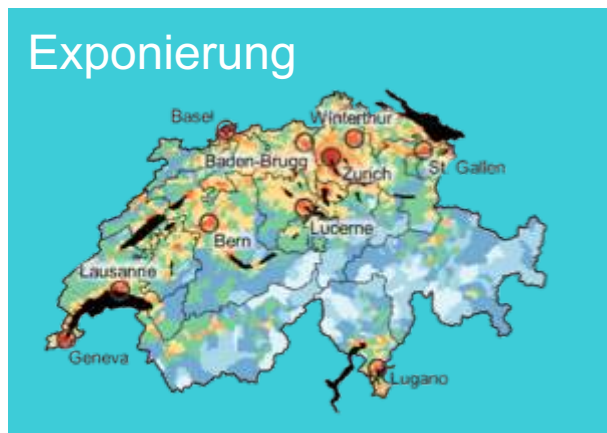 Exponierung
Basel
Winterthur
Baden-Brugg
Zurich
St. Gallen
Lucerne
Bern
Lausanne
Geneva
Lugano